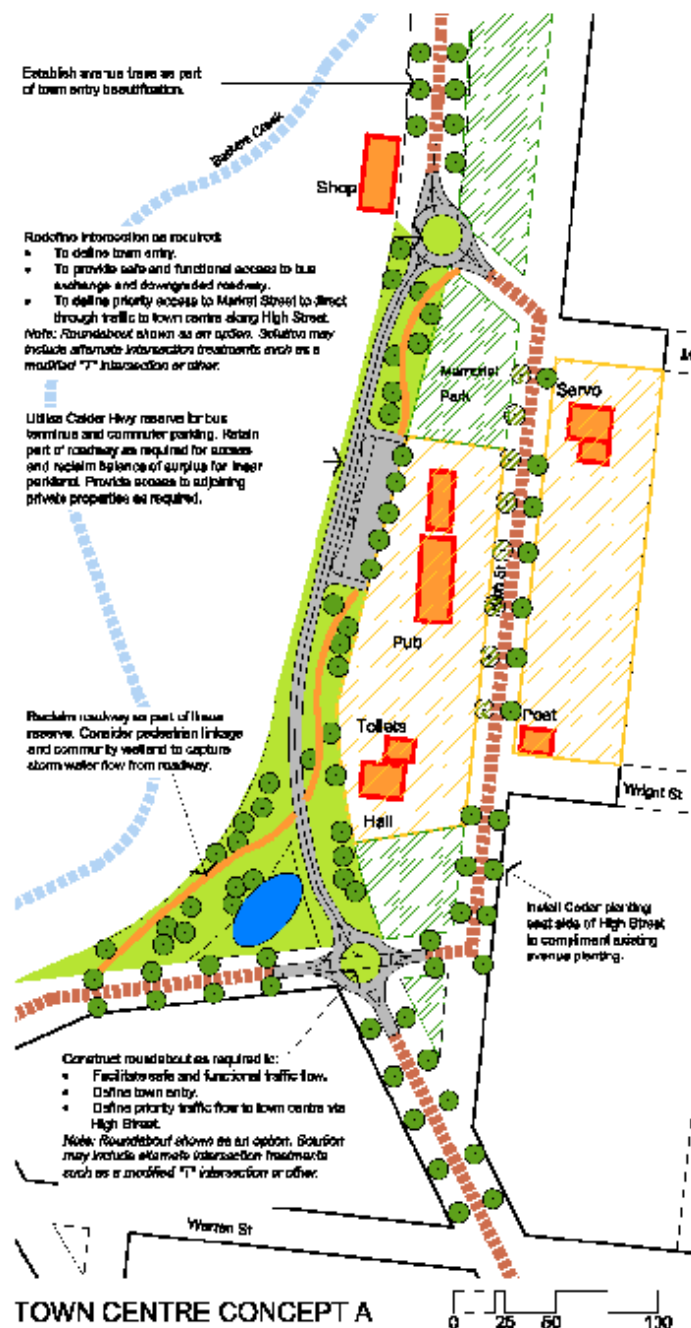 Establish avenue trees as part
of town entry beautification.
Creek
Shop
Redefine intersection as required:
• To define town entry.
• To provide safe and functional access to bus
exchange and downgraded roadway.
• To define priority access to Market Street to direct
through traffic to town centre along High Street.
Note: Roundabout shown as an option. Solution may
include alternate intersection treatments such as a
modified "T" intersection or other.
Memorial
Park
Servo
Utilise Calder Hwy reserve for bus
terminus and commuter parking. Retain
part of roadway as required for access
and reclaim balance of surplus for linear
parkland. Provide access to adjoining
private properties as required.
St
Pub
Reclaim roadway as part of linear
reserve. Consider pedestrian linkage
and community wetland to capture
storm water flow from roadway.
Toilets
Post
Wright St
Hall
Install Cedar planting
east side of High Street
to compliment existing
avenue planting.
Construct roundabout as required to:
• Facilitate safe and functional traffic flow.
• Define town entry.
• Define priority traffic flow to town centre via
High Street.
Note: Roundabout shown as an option. Solution
may include alternate intersection treatments
such as a modified "T" intersection or other.
Warren St
TOWN CENTRE CONCEPT A
0 25 50 100